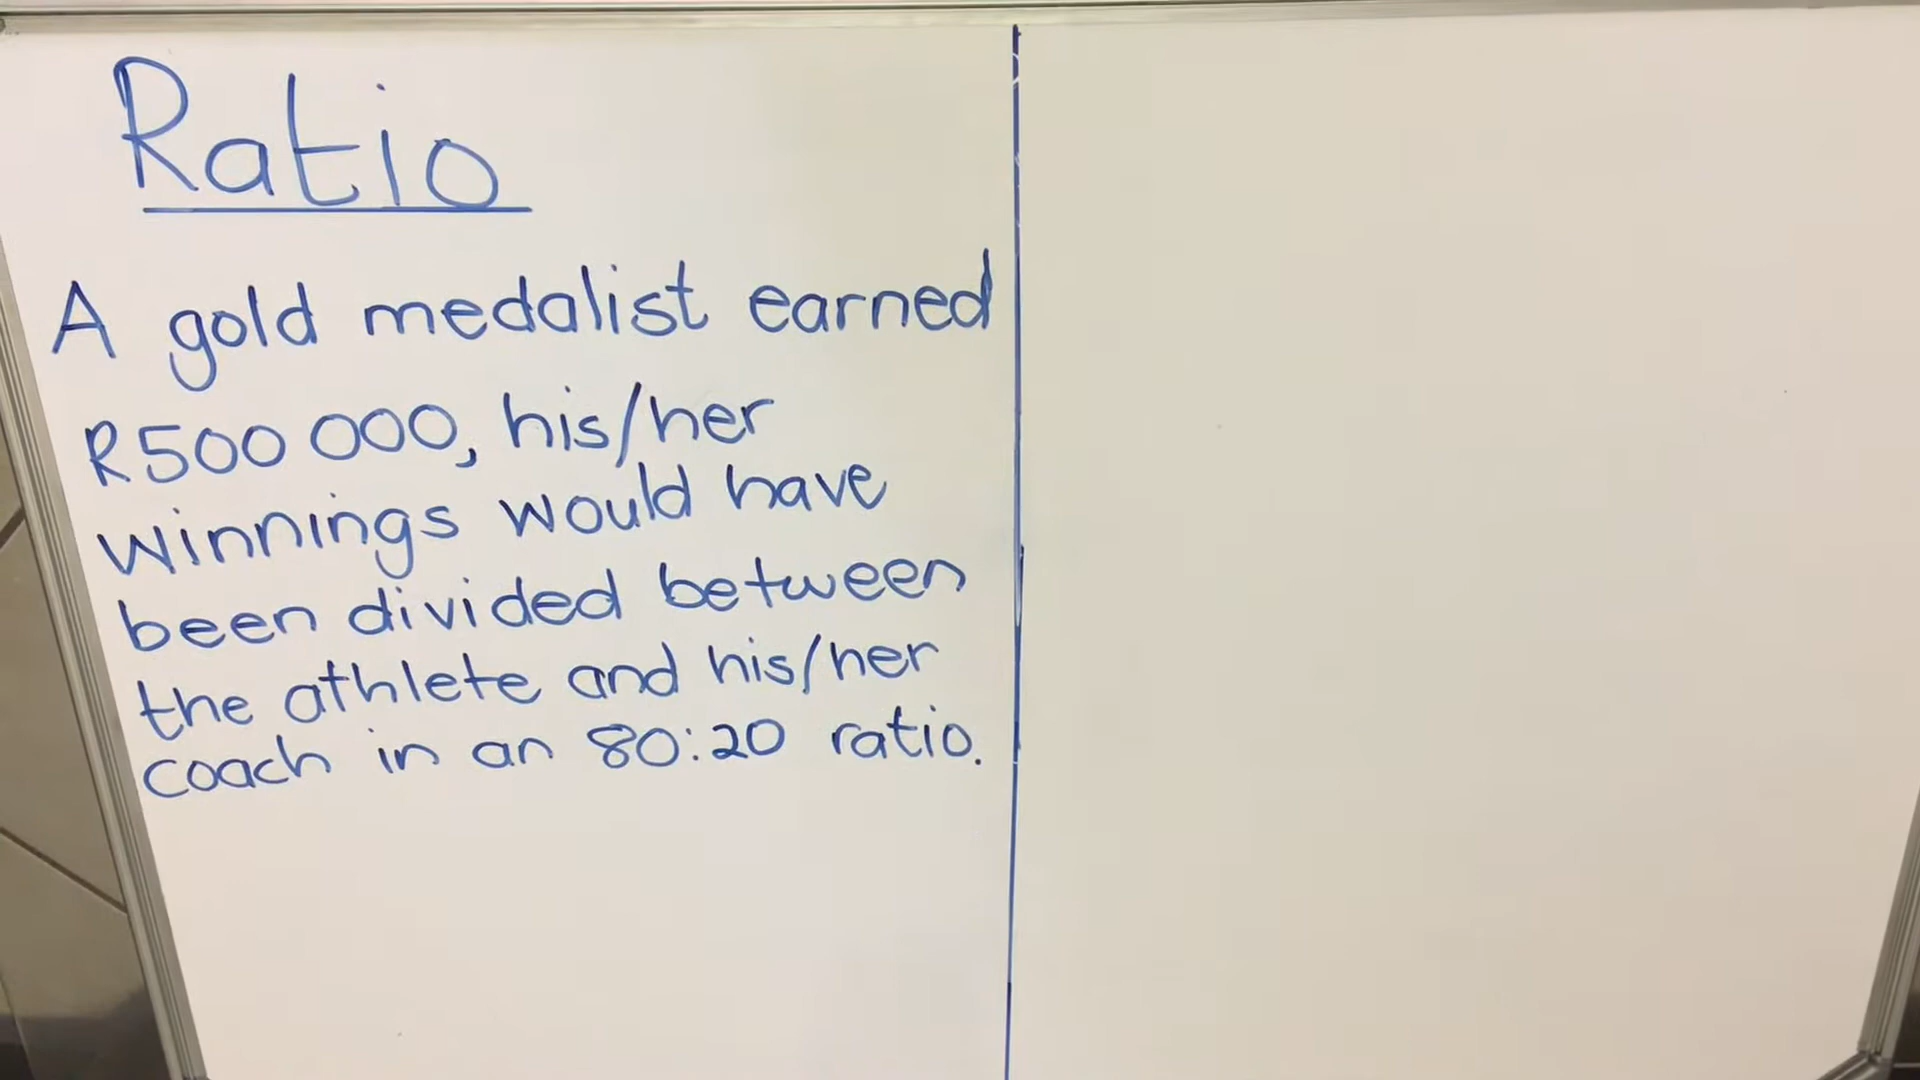 Ratio
A gold medalist earned
R500 000, his/her
winnings would have
been divided between
the athlete and his/her
coach in an 80:20 ratio.